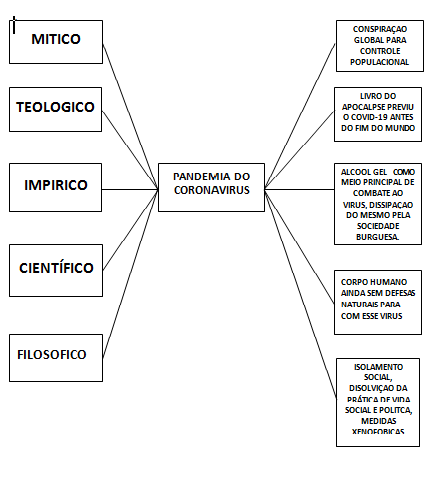 MITICO
TEOLOGICO
IMPIRICO
CIENTÍFICO
FILOSOFICO
PANDEMIA DO
CORONAVIRUS
CONSPIRAÇAO
GLOBAL PARA
CONTROLE
POPULACIONAL
LIVRO DO
APOCALPSE PREVIU
O COVID-19 ANTES
DO FIM DO MUNDO
ALCOOL GEL COMO
MEIO PRINCIPAL DE
COMBATE AO
VIRUS, DISSIPAÇAO
DO MESMO PELA
SOCIEDADE
BURGUESA.
CORPO HUMANO
AINDA SEM DEFESAS
NATURAIS PARA
COM ESSE VIRUS
ISOLAMENTO
SOCIAL,
DISOLVIÇAO DA
PRÁTICA DE VIDA
SOCIAL E POLITCA,
MEDIDAS
XENOFOBICAS